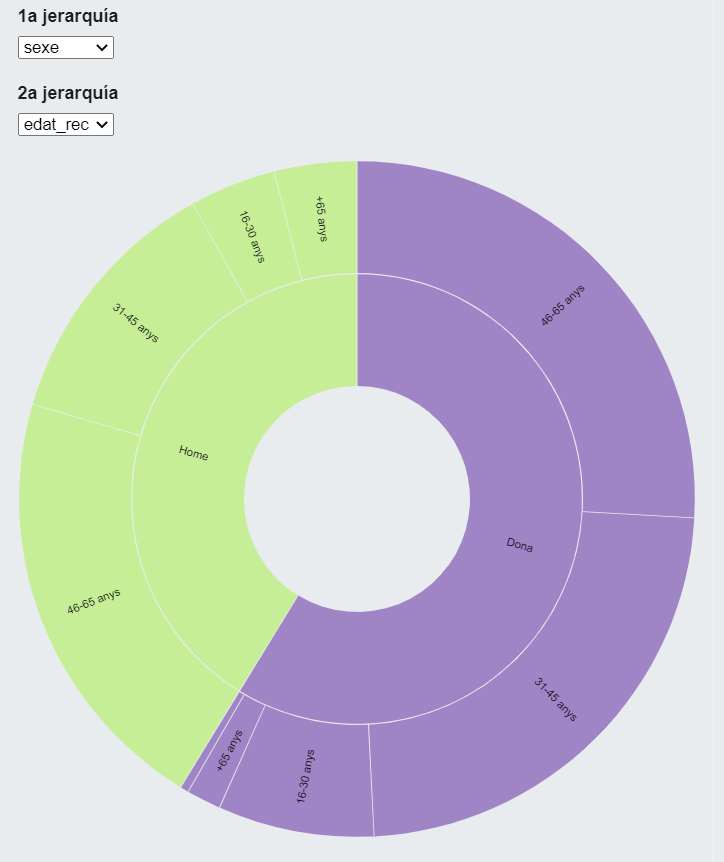 1a jerarquía
sexe
2a jerarquía
edat_rec
+65 anys
16-30 anys
46-65 anys
31-45 anys
Home
Dona
46-65 anys
31-45 anys
+65 anys
16-30 anys